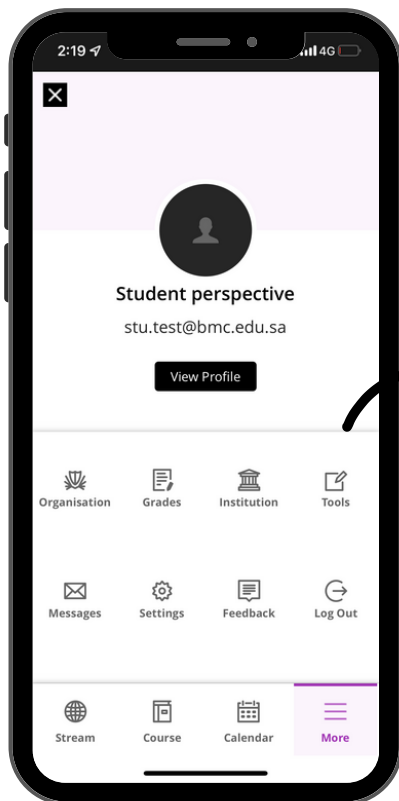 2:19 4G
Student perspective
stu.test@bmc.edu.sa
View Profile
Organisation Grades Institution Tools
Messages Settings Feedback Log Out
Stream Course Calendar More